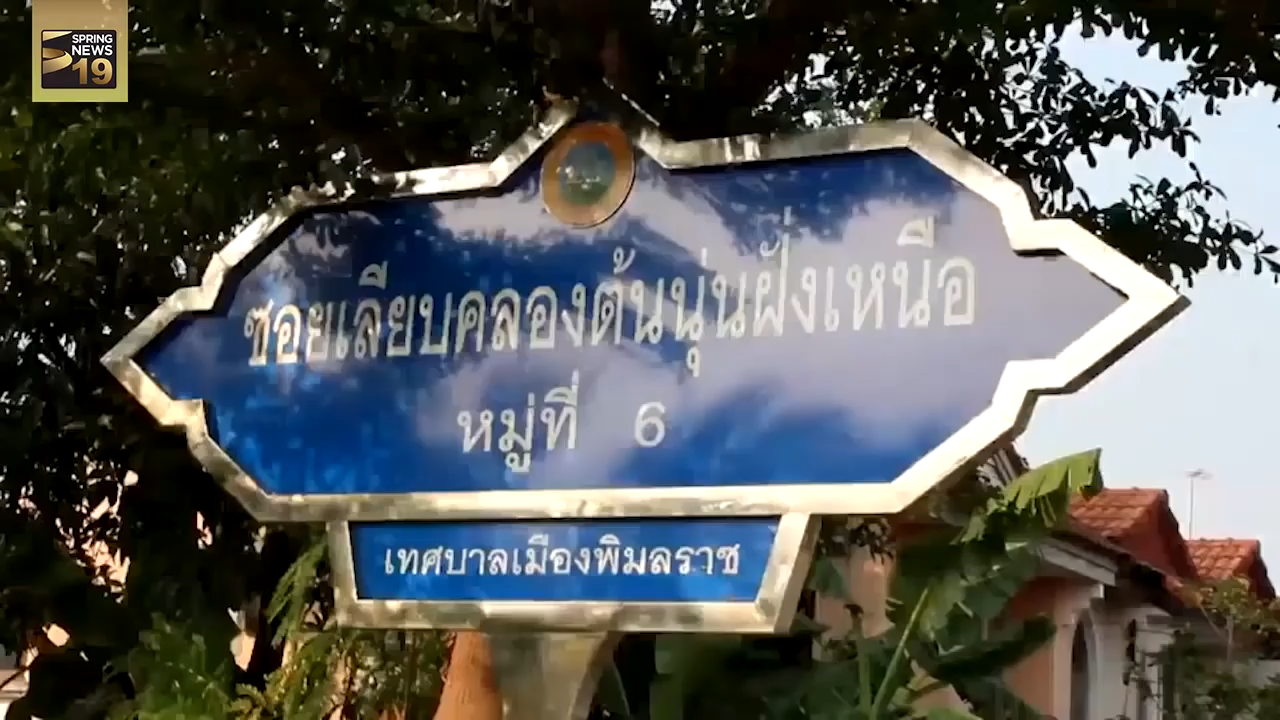 SPRING
NEWS
19
ซอยเลียบคลองต้นนุ่นฝั่งเหนือ
หมู่ที่ 6
เทศบาลเมืองพิมลราช